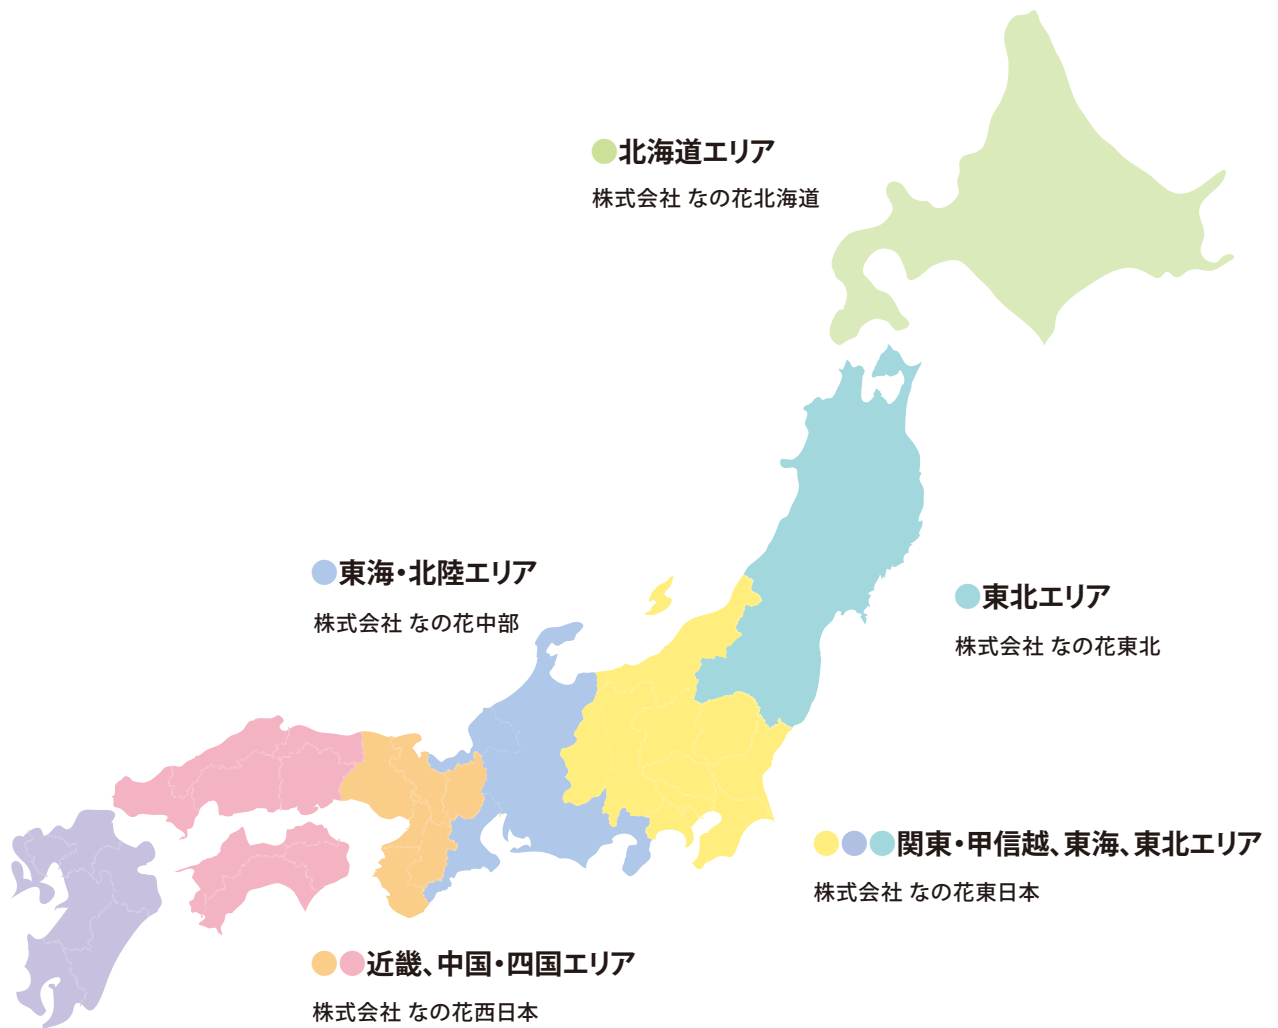 北海道エリア
株式会社 なの花北海道
東海・北陸エリア
株式会社 なの花中部
東北エリア
株式会社 なの花東北
関東・甲信越、東海、東北エリア
株式会社 なの花東日本
近畿、中国・四国エリア
株式会社 なの花西日本